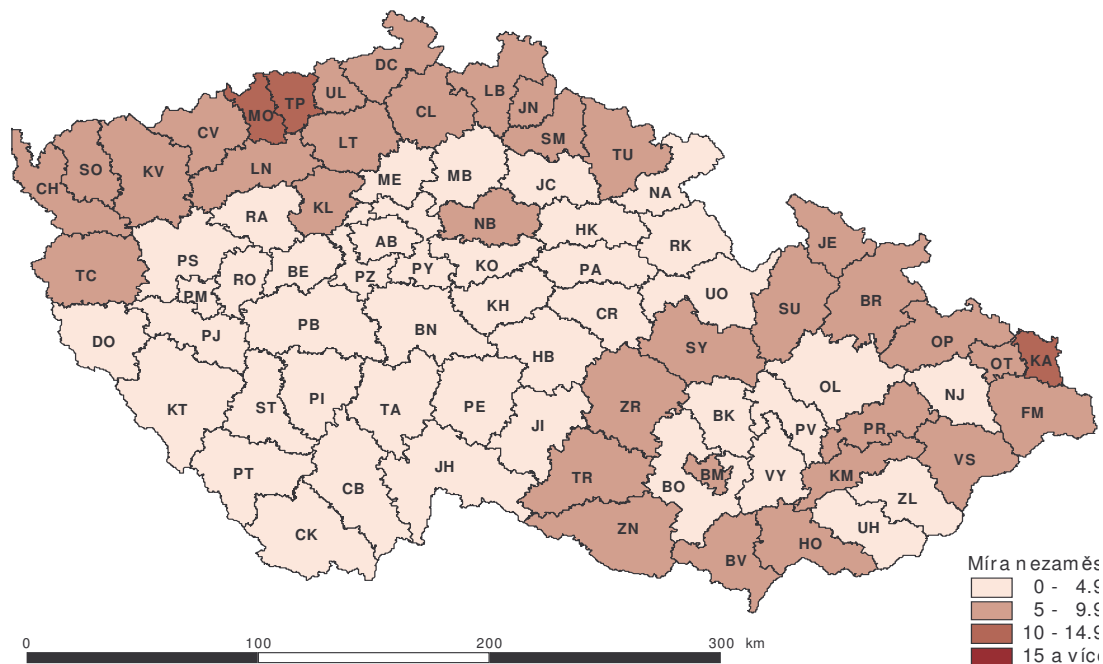 DC
UL
LB
TP
MO
JN
CL
CV
LT
SM
TU
SO
KV
LN
ME
MB
JC
CH
NA
RA
KL
NB
HK
AB
RK
JE
PS
TC
RO
BE
PZ
PY
KO
PA
PM
UO
BR
KH
SU
CR
PB
BN
DO
PJ
SY
OP
HB
OT
KA
OL
NJ
KT
ST
PI
TA
PE
ZR
BK
FM
JI
PV
PR
PT
JH
TR
BM
VY
KM
VS
CB
BO
ZL
CK
ZN
UH
HO
BV
Míra nezaměs
0 - 4.9
5 - 9.9
10 - 14.9
15 a více
0 100 200 300 km